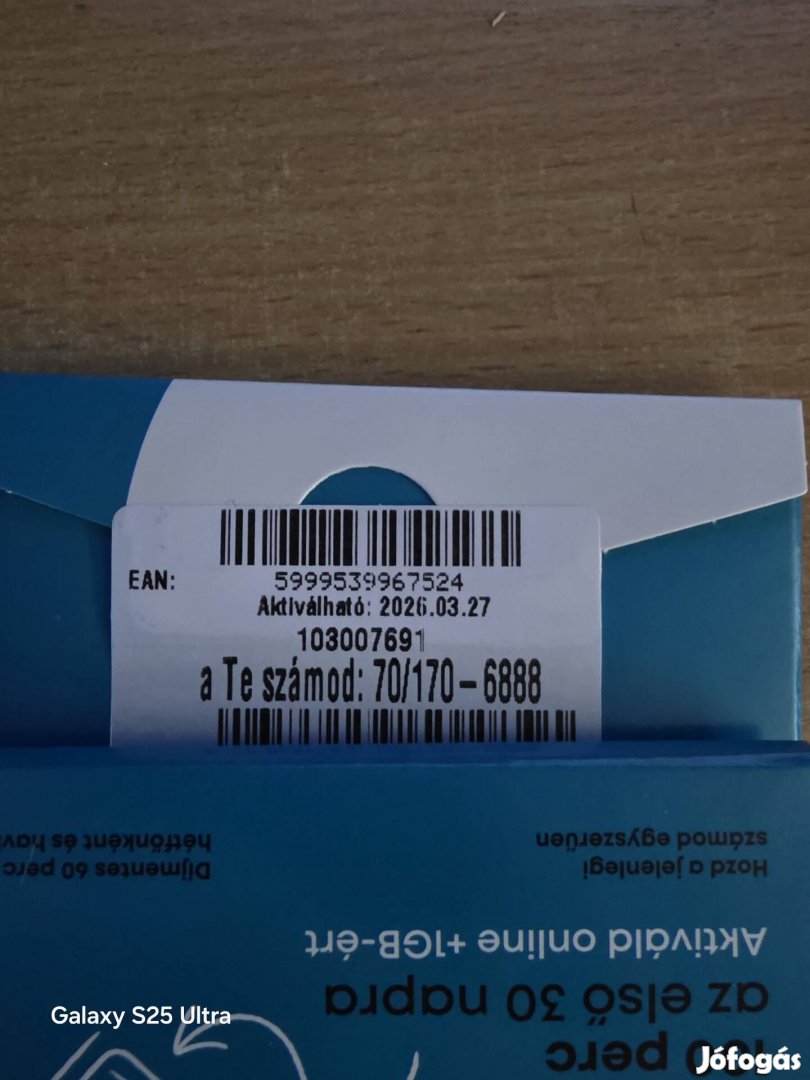 EAN:
5999539967524
Aktiválható: 2026.03.27
103007691
a Te számod: 70/170-6888
Hozd a jelenlegi
számod egyszerűen
Díjmentes 60 perc
hétfőnként és
Aktiváld online +1GB-ért
az első 30 napra
perc
Galaxy S25 Ultra
Jófogás